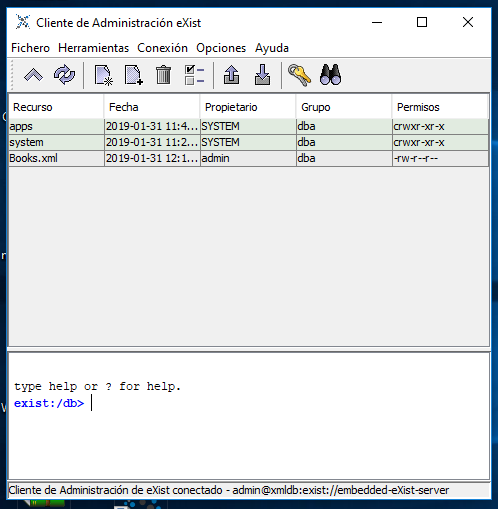 Cliente de Administración eXist
Fichero Herramientas Conexión Opciones Ayuda
Recurso Fecha Propietario Grupo Permisos
apps 2019-01-31 11:4... SYSTEM dba crwxr-xr-x
system 2019-01-31 11:2... SYSTEM dba crwxr-xr-x
Books.xml 2019-01-31 12:1... admin dba -rw-r--r--
type help or ? for help.
exist:/db>
Cliente de Administración de eXist conectado - admin@xmldb:exist://embedded-eXist-server